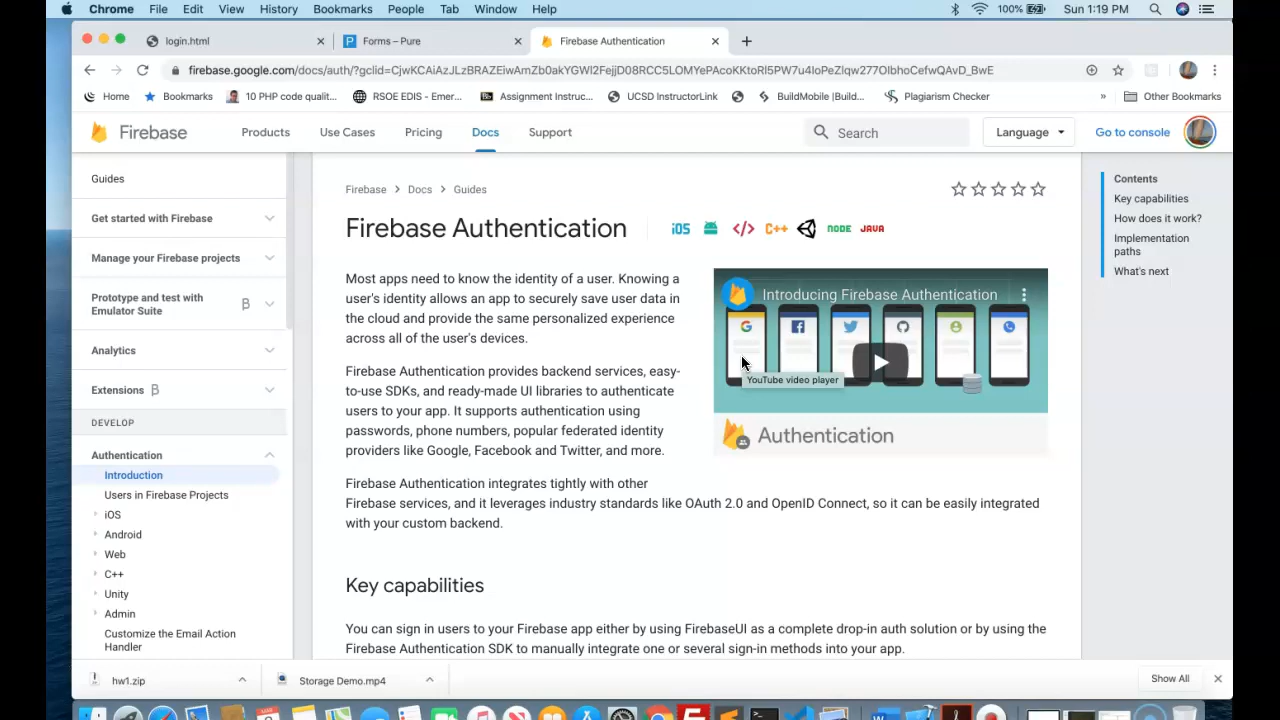 Chrome File Edit View History Bookmarks People Tab Window Help 100% Sun 1:19 PM
login.html Forms – Pure Firebase Authentication
firebase.google.com/docs/auth/?gclid=CjwKCAiAzJLzBRAZEiwAmZb0akYGWl2FejjD08RCC5LOMYePAcoKKtoRl5PW7u4IoPeZiqw277OlbhoCefwQAvD_BwE
Home Bookmarks 10 PHP code qualit... RSOE EDIS - Emer... Assignment Instruc... UCSD InstructorLink BuildMobile |Build... Plagiarism Checker » Other Bookmarks
Firebase Products Use Cases Pricing Docs Support Search Language Go to console
Guides
Get started with Firebase
Manage your Firebase projects
Prototype and test with
Emulator Suite
Analytics
Extensions
DEVELOP
Authentication
Introduction
Users in Firebase Projects
iOS
Android
Web
C++
Unity
Admin
Customize the Email Action
Handler
Firebase > Docs > Guides
Firebase Authentication iOS </> C++ NODE JAVA
Most apps need to know the identity of a user. Knowing a
user's identity allows an app to securely save user data in
the cloud and provide the same personalized experience
across all of the user's devices.
Firebase Authentication provides backend services, easy-
to-use SDKs, and ready-made UI libraries to authenticate
users to your app. It supports authentication using
passwords, phone numbers, popular federated identity
providers like Google, Facebook and Twitter, and more.
Introducing Firebase Authentication
YouTube video player
Authentication
Firebase Authentication integrates tightly with other
Firebase services, and it leverages industry standards like OAuth 2.0 and OpenID Connect, so it can be easily integrated
with your custom backend.
Key capabilities
You can sign in users to your Firebase app either by using FirebaseUI as a complete drop-in auth solution or by using the
Firebase Authentication SDK to manually integrate one or several sign-in methods into your app.
Contents
Key capabilities
How does it work?
Implementation
paths
What's next
hw1.zip Storage Demo.mp4 Show All